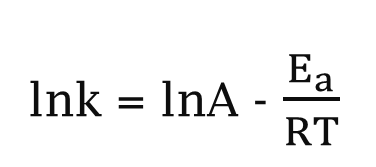 lnk = lnA - Eₐ/RT